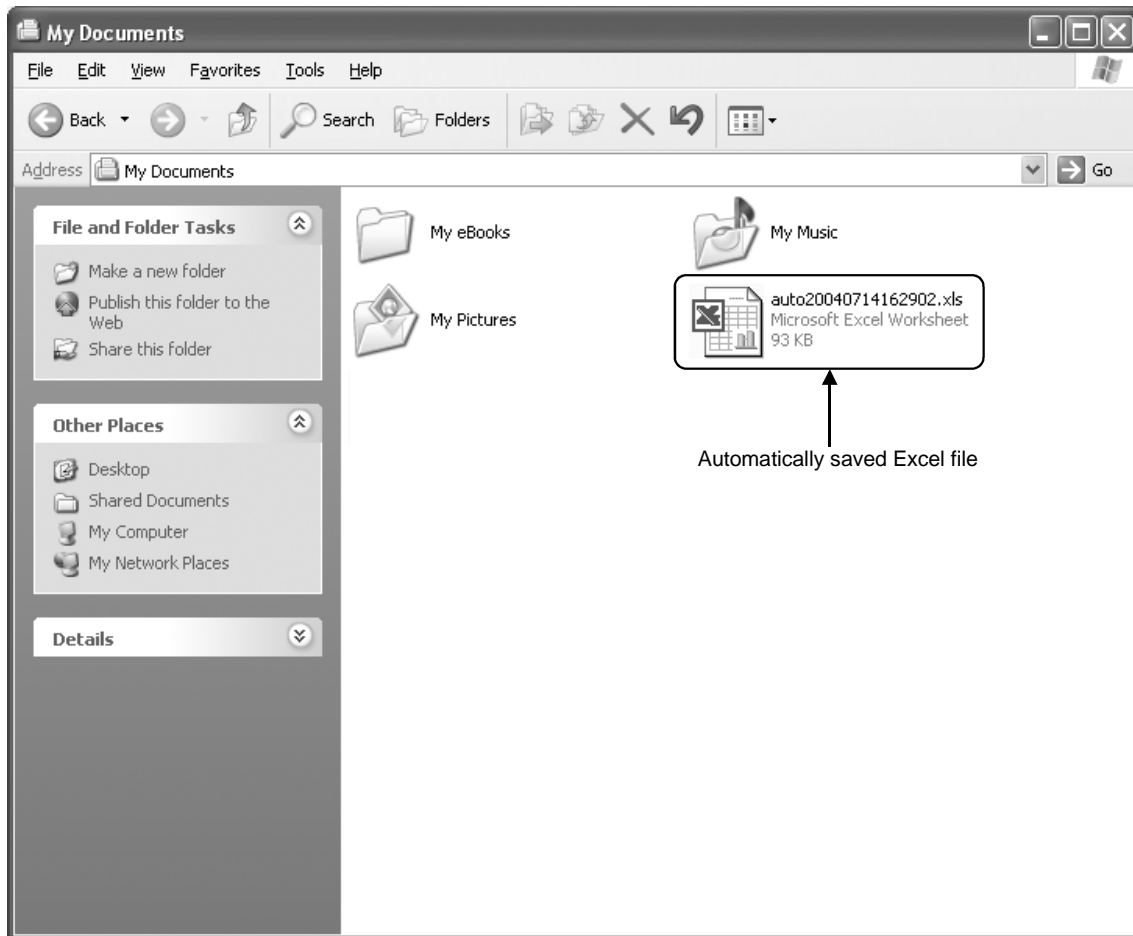 My Documents
File Edit View Favorites Tools Help
Back Search Folders
Address My Documents Go
File and Folder Tasks
Make a new folder
Publish this folder to the
Web
Share this folder
Other Places
Desktop
Shared Documents
My Computer
My Network Places
Details
My eBooks
My Music
My Pictures
auto20040714162902.xls
Microsoft Excel Worksheet
93 KB
Automatically saved Excel file